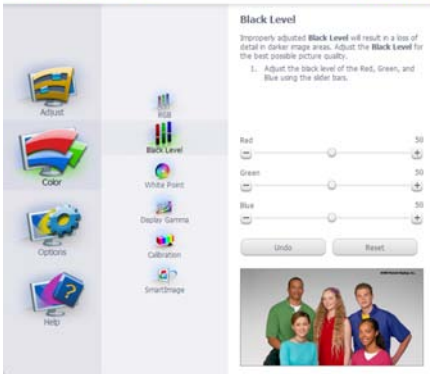 Black Level
Improperly adjusted Black Level will result in a loss of
detail in darker image areas. Adjust the Black Level for
the best possible picture quality.
1. Adjust the black level of the Red, Green, and
Blue using the slider bars.
Adjust
Color
Options
Help
RGB
Black Level
White Point
Display Gamma
Calibration
SmartImage
Red 50
Green 50
Blue 50
Undo Reset